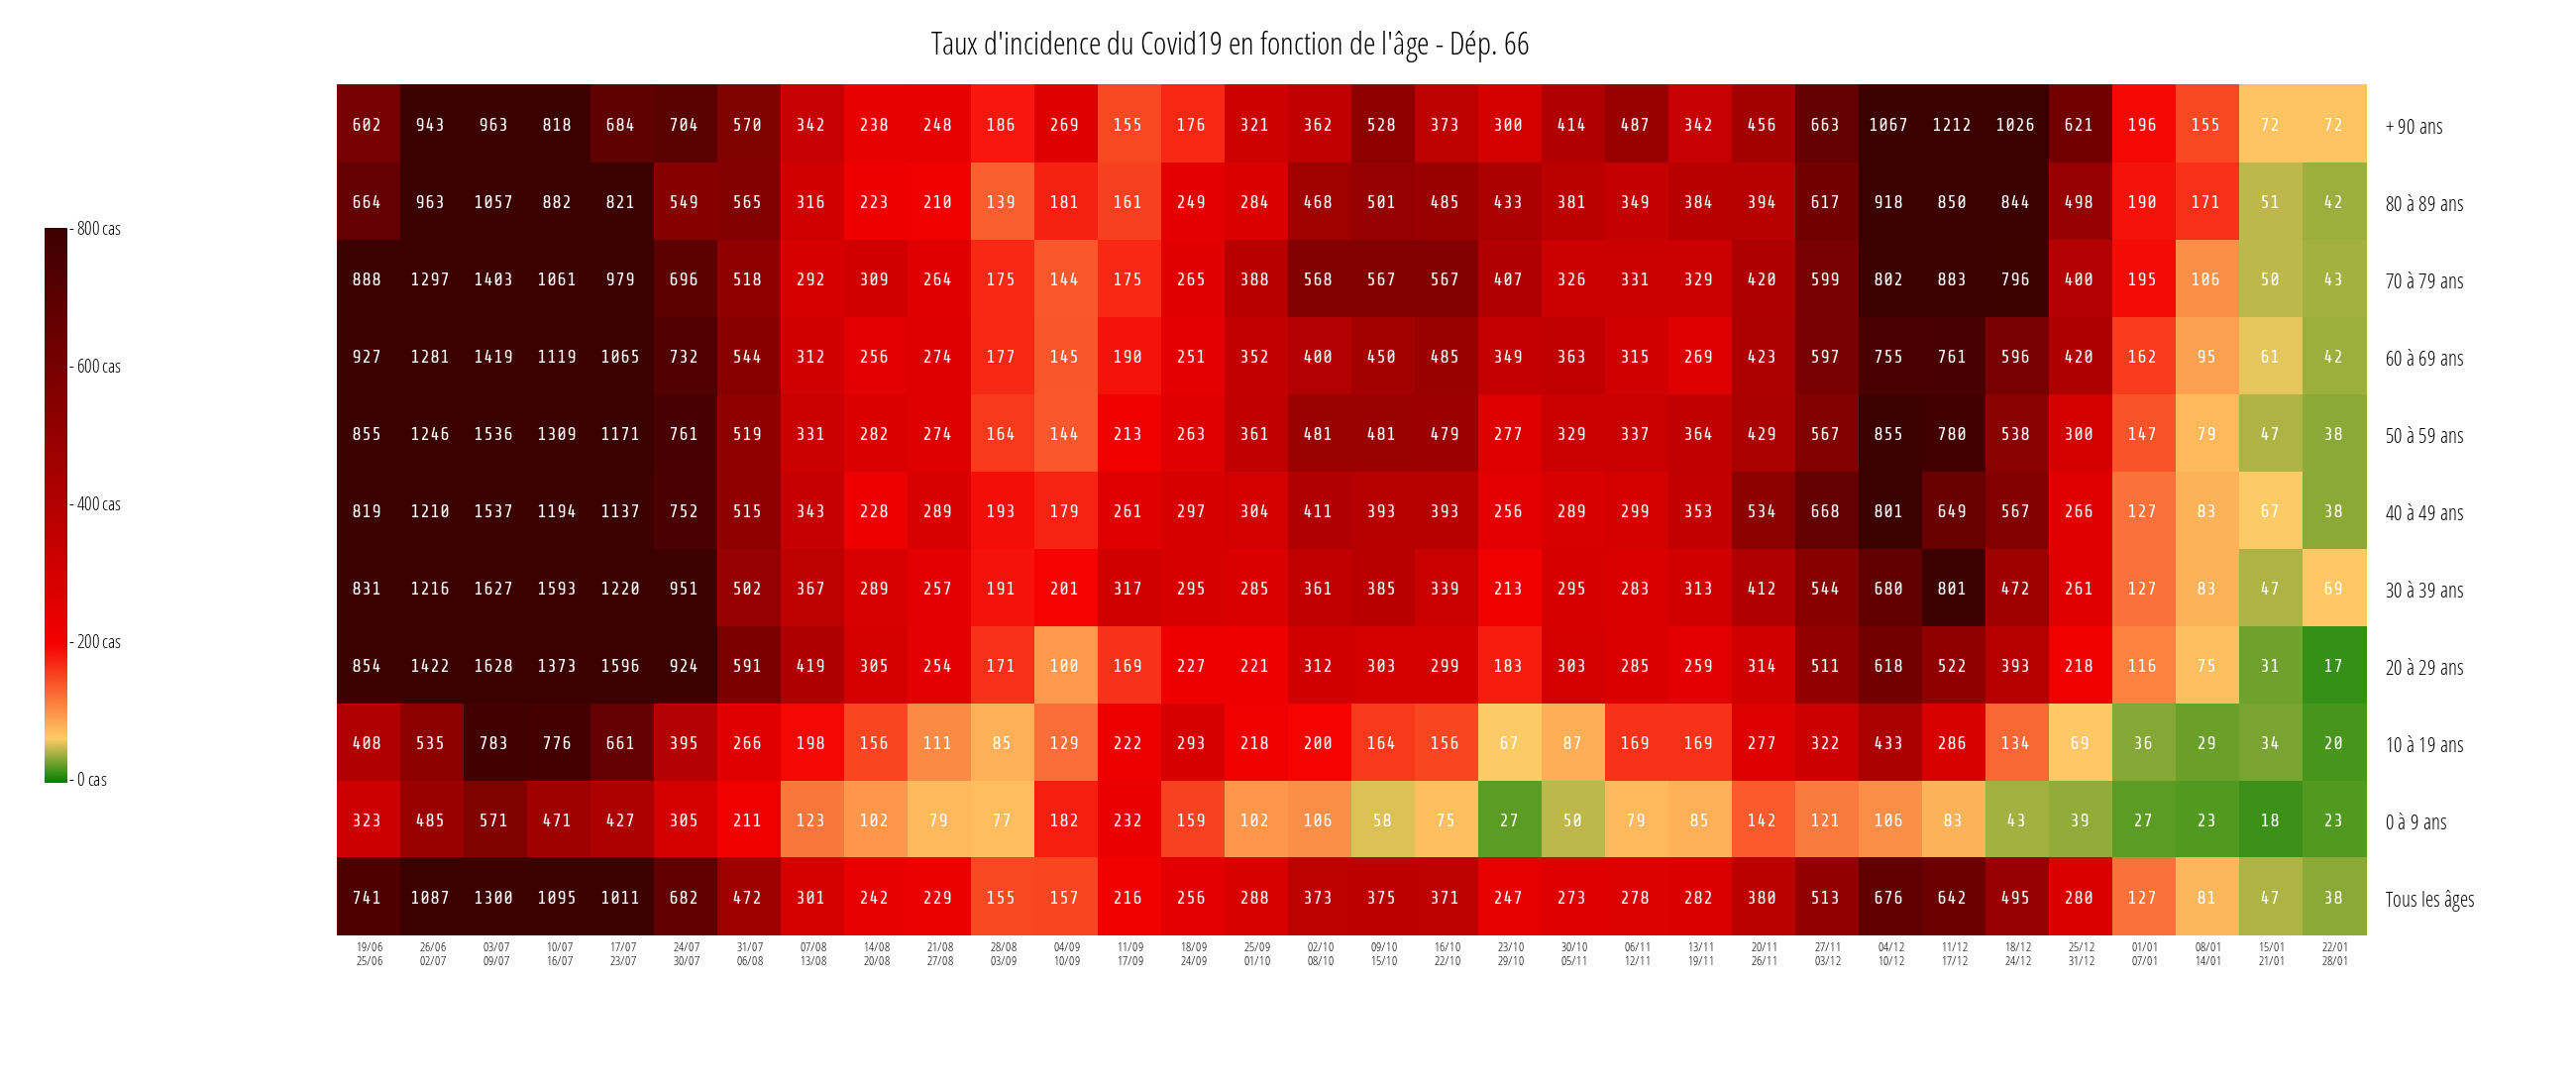 Taux d'incidence du Covid19 en fonction de l'âge - Dép. 66
602 943 963 818 684 704 570 342 238 248 186 269 155 176 321 362 528 373 300 414 487 342 456 663 1067 1212 1026 621 196 155 72 72 + 90 ans
664 963 1057 882 821 549 565 316 223 210 139 181 161 249 284 468 501 485 433 381 349 384 394 617 918 850 844 498 190 171 51 42 80 à 89 ans
- 800 cas
888 1297 1403 1061 979 696 518 292 309 264 175 144 175 265 388 568 567 567 407 326 331 329 420 599 802 883 796 400 195 106 50 43 70 à 79 ans
927 1281 1419 1119 1065 732 544 312 256 274 177 145 190 251 352 400 450 485 349 363 315 269 423 597 755 761 596 420 162 95 61 42 60 à 69 ans
- 600 cas
855 1246 1536 1309 1171 761 519 331 282 274 164 144 213 263 361 481 481 479 277 329 337 364 429 567 855 780 538 300 147 79 47 38 50 à 59 ans
- 400 cas
819 1210 1537 1194 1137 752 515 343 228 289 193 179 261 297 304 411 393 393 256 289 299 353 534 668 801 649 567 266 127 83 67 38 40 à 49 ans
831 1216 1627 1593 1220 951 502 367 289 257 191 201 317 295 285 361 385 339 213 295 283 313 412 544 680 801 472 261 127 83 47 69 30 à 39 ans
- 200 cas
854 1422 1628 1373 1596 924 591 419 305 254 171 100 169 227 221 312 303 299 183 303 285 259 314 511 618 522 393 218 116 75 31 17 20 à 29 ans
408 535 783 776 661 395 266 198 156 111 85 129 222 293 218 200 164 156 67 87 169 169 277 322 433 286 134 69 36 29 34 20 10 à 19 ans
- 0 cas
323 485 571 471 427 305 211 123 102 79 77 182 232 159 102 106 58 75 27 50 79 85 142 121 106 83 43 39 27 23 18 23 0 à 9 ans
741 1087 1300 1095 1011 682 472 301 242 229 155 157 216 256 288 373 375 371 247 273 278 282 380 513 676 642 495 280 127 81 47 38 Tous les âges
19/06 26/06 03/07 10/07 17/07 24/07 31/07 07/08 14/08 21/08 28/08 04/09 11/09 18/09 25/09 02/10 09/10 16/10 23/10 30/10 06/11 13/11 20/11 27/11 04/12 11/12 18/12 25/12 01/01 08/01 15/01 22/01
25/06 02/07 09/07 16/07 23/07 30/07 06/08 13/08 20/08 27/08 03/09 10/09 17/09 24/09 01/10 08/10 15/10 22/10 29/10 05/11 12/11 19/11 26/11 03/12 10/12 17/12 24/12 31/12 07/01 14/01 21/01 28/01